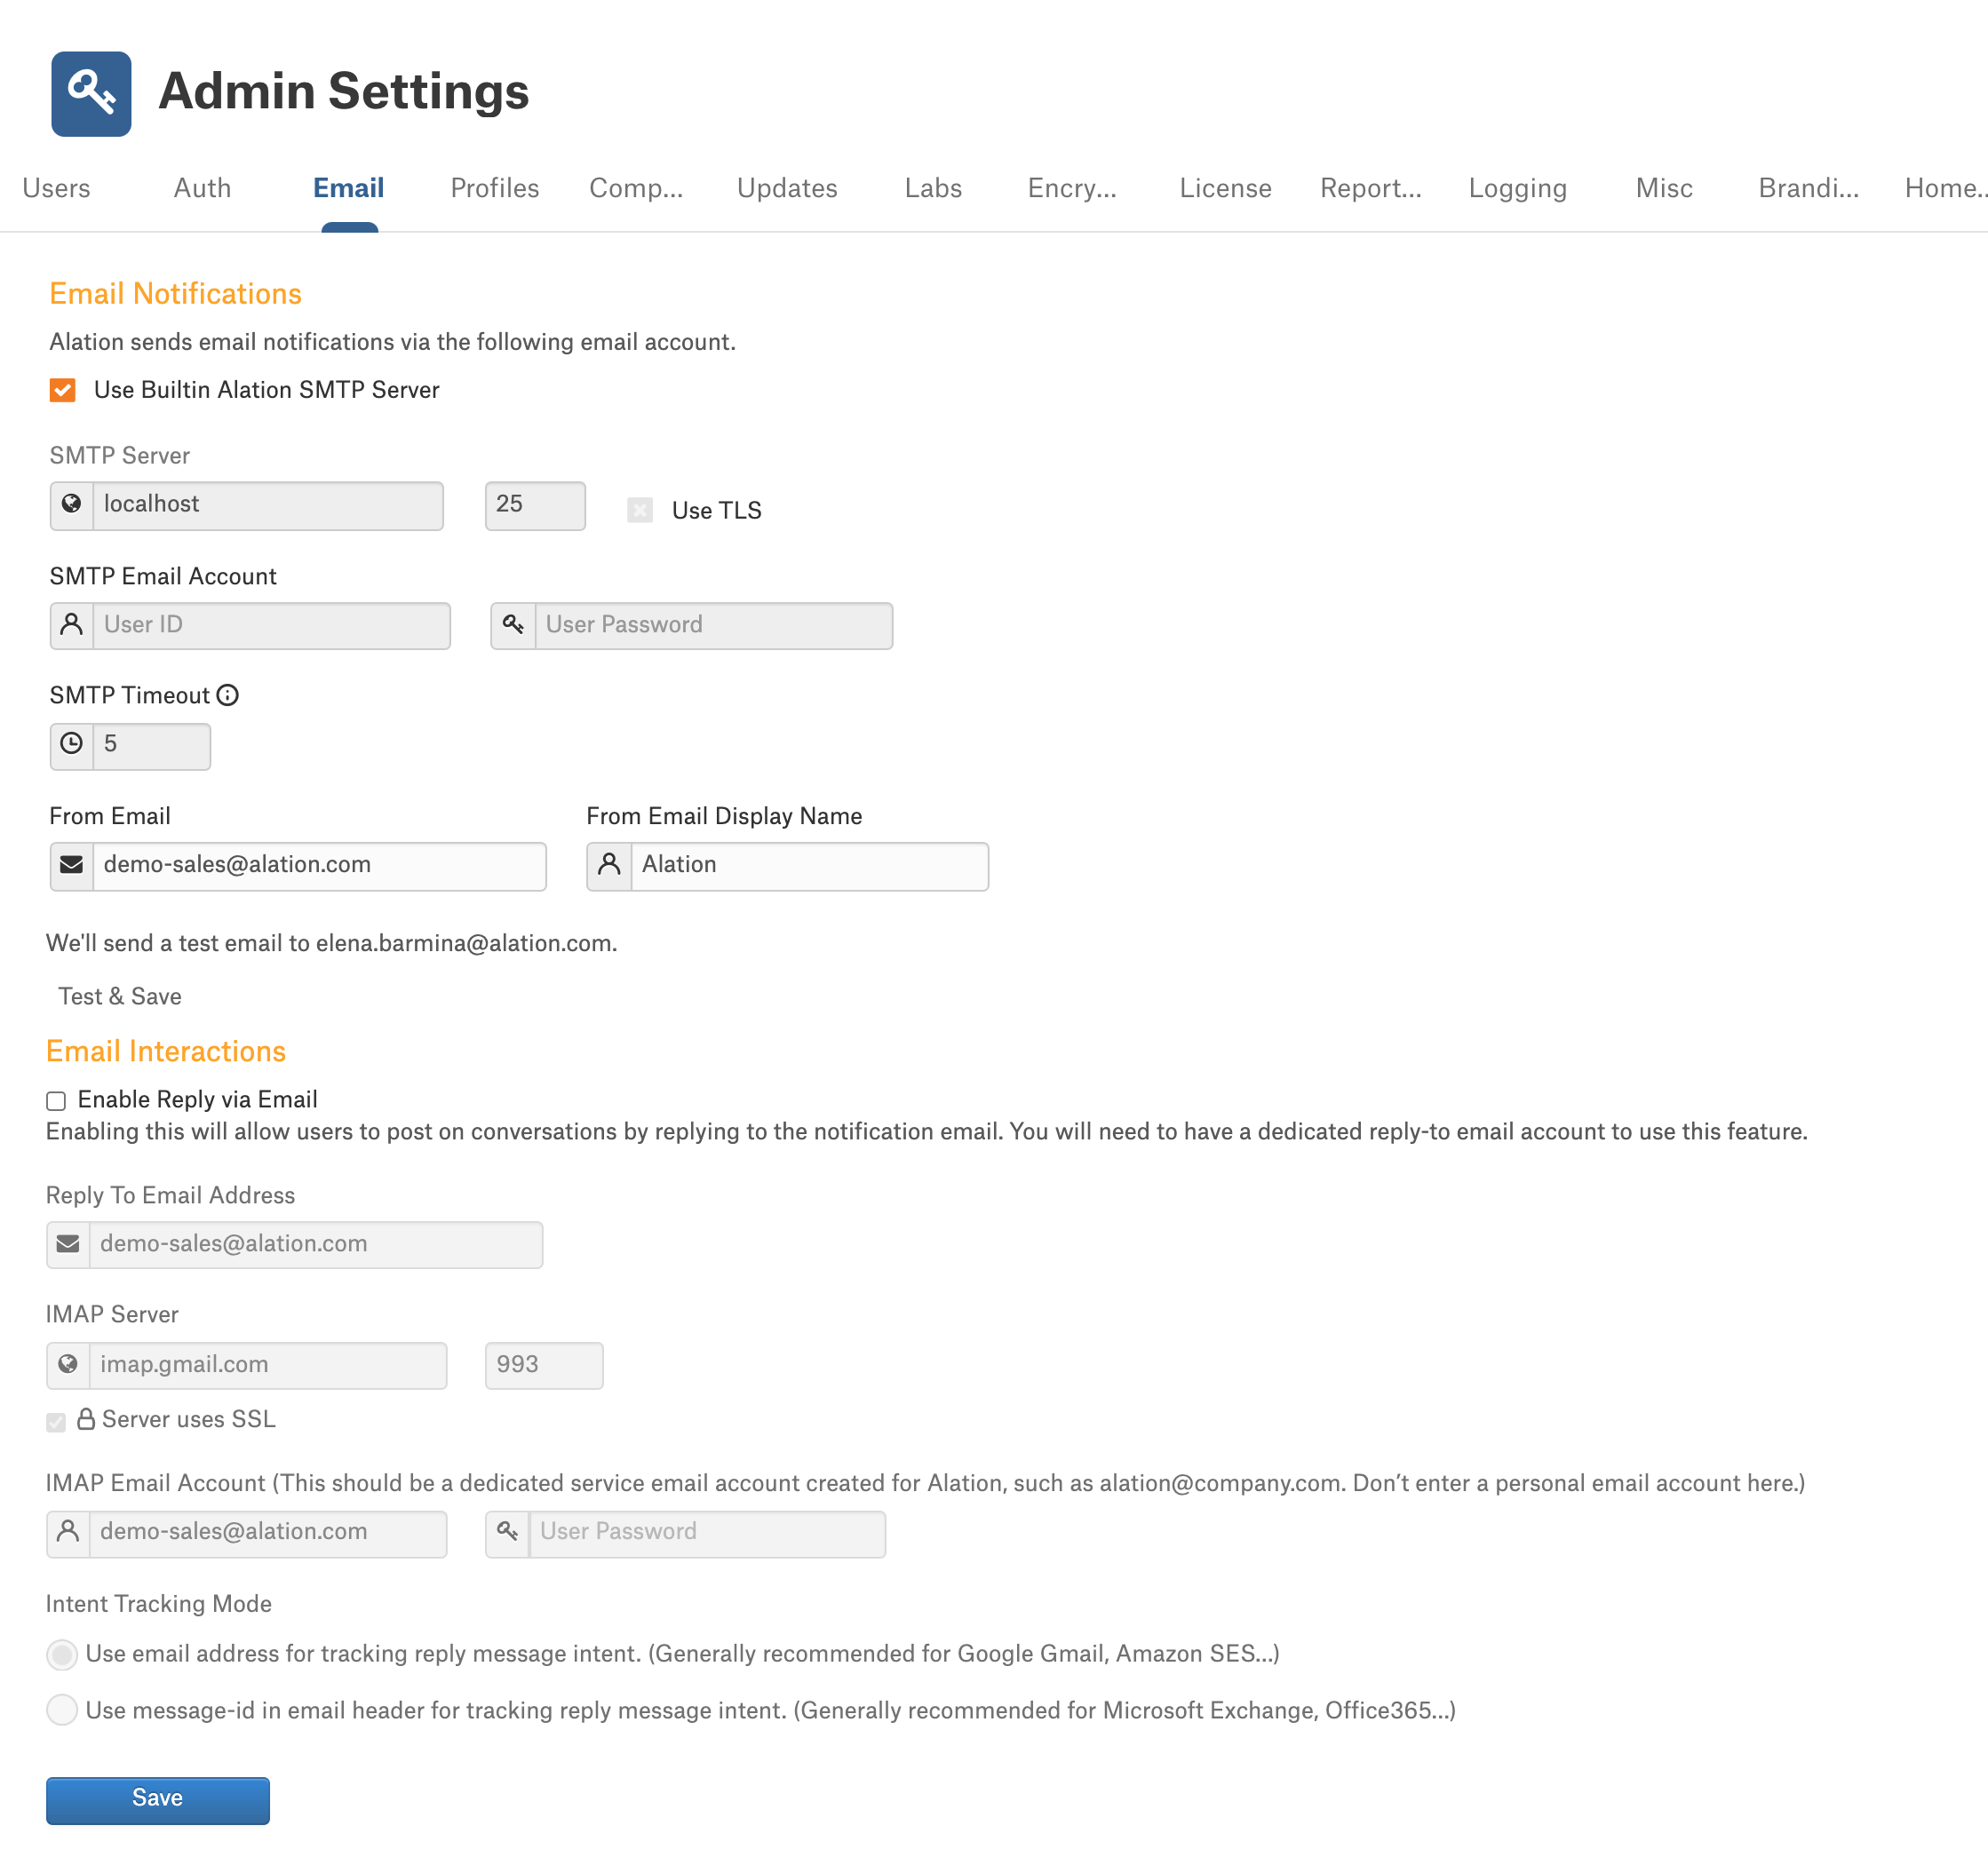 Admin Settings
Users Auth Email Profiles Comp... Updates Labs Encry... License Report... Logging Misc Brandi... Home..
Email Notifications
Alation sends email notifications via the following email account.
Use Builtin Alation SMTP Server
SMTP Server
localhost 25 Use TLS
SMTP Email Account
User ID User Password
SMTP Timeout
5
From Email From Email Display Name
demo-sales@alation.com Alation
We'll send a test email to elena.barmina@alation.com.
Test & Save
Email Interactions
Enable Reply via Email
Enabling this will allow users to post on conversations by replying to the notification email. You will need to have a dedicated reply-to email account to use this feature.
Reply To Email Address
demo-sales@alation.com
IMAP Server
imap.gmail.com 993
Server uses SSL
IMAP Email Account (This should be a dedicated service email account created for Alation, such as alation@company.com. Don’t enter a personal email account here.)
demo-sales@alation.com User Password
Intent Tracking Mode
Use email address for tracking reply message intent. (Generally recommended for Google Gmail, Amazon SES...)
Use message-id in email header for tracking reply message intent. (Generally recommended for Microsoft Exchange, Office365...)
Save